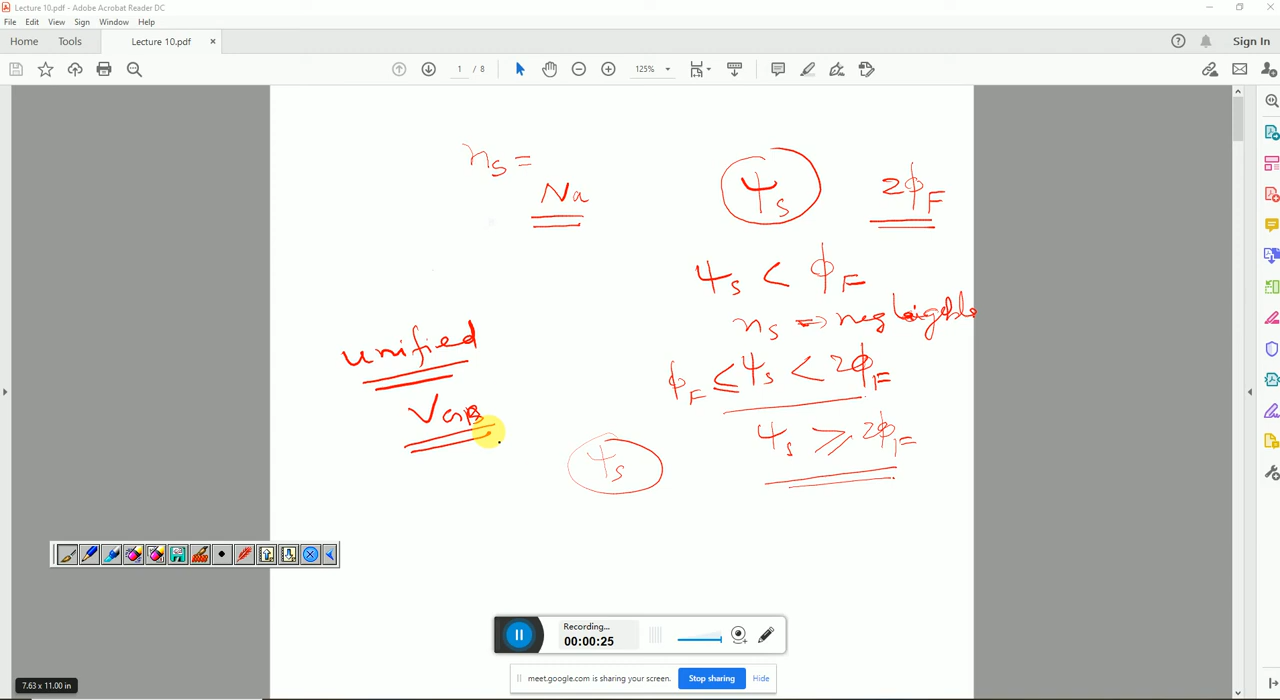 Lecture 10.pdf - Adobe Acrobat Reader DC
File Edit View Sign Window Help
Home Tools Lecture 10.pdf × Sign In
1 / 8 125%
ns =
Na
Ψs 2ϕF
Ψs < ϕF
ns ⇒ negleigable
unified
ϕF ≤ Ψs < 2ϕF
VGB
Ψs ≥ 2ϕF
Ψs
Recording...
00:00:25
meet.google.com is sharing your screen. Stop sharing Hide
7.63 x 11.00 in